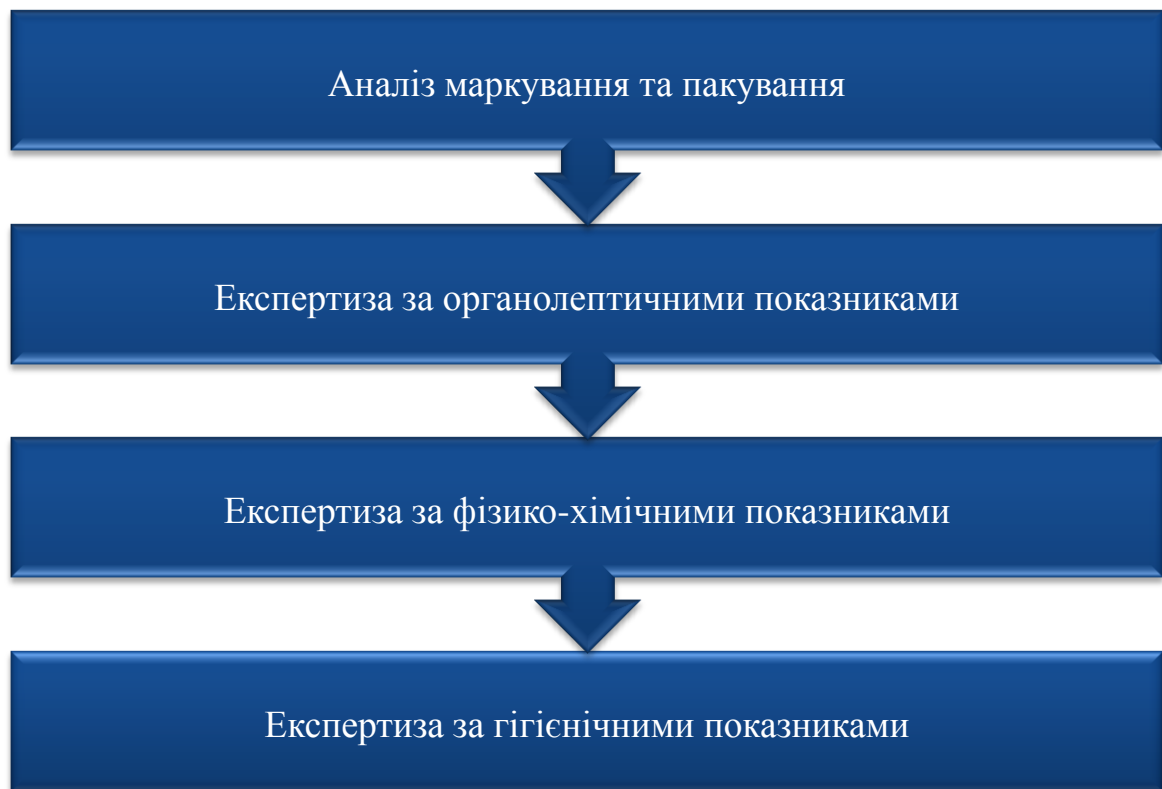 Аналіз маркування та пакування
Експертиза за органолептичними показниками
Експертиза за фізико-хімічними показниками
Експертиза за гігієнічними показниками